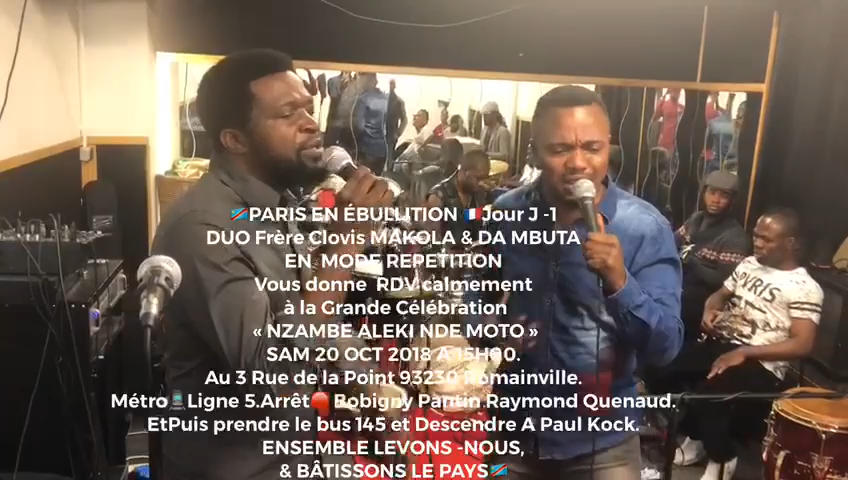 🇨🇩PARIS EN ÉBULLITION 🇫🇷Jour J -1
DUO Frère Clovis MAKOLA & DA MBUTA
EN MODE REPETITION
Vous donne RDV calmement
à la Grande Célébration
« NZAMBE ALEKI NDE MOTO »
SAM 20 OCT 2018 A 15H00.
Au 3 Rue de la Point 93230 Romainville.
Métro🚊Ligne 5.Arrêt🛑 Bobigny Pantin Raymond Quenaud.
EtPuis prendre le bus 145 et Descendre A Paul Kock.
ENSEMBLE LEVONS -NOUS,
& BÂTISSONS LE PAYS🇨🇩